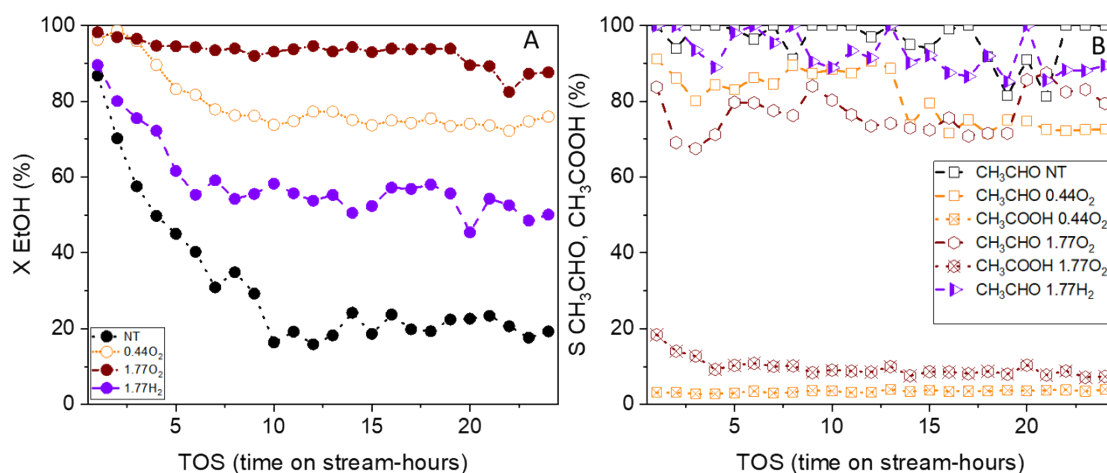 A
X EtOH (%)
100
80
60
40
20
0
NT
0.44O₂
1.77O₂
1.77H₂
5
10
15
20
TOS (time on stream-hours)
B
S CH₃CHO, CH₃COOH (%)
100
80
60
40
20
0
CH₃CHO NT
CH₃CHO 0.44O₂
CH₃COOH 0.44O₂
CH₃CHO 1.77O₂
CH₃COOH 1.77O₂
CH₃CHO 1.77H₂
5
10
15
20
TOS (time on stream-hours)